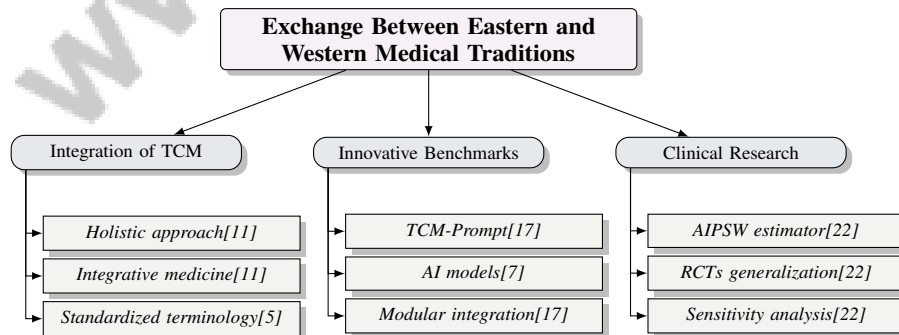 Exchange Between Eastern and
Western Medical Traditions
Integration of TCM
Innovative Benchmarks
Clinical Research
Holistic approach[11]
TCM-Prompt[17]
AIPSW estimator[22]
Integrative medicine[11]
AI models[7]
RCTs generalization[22]
Standardized terminology[5]
Modular integration[17]
Sensitivity analysis[22]